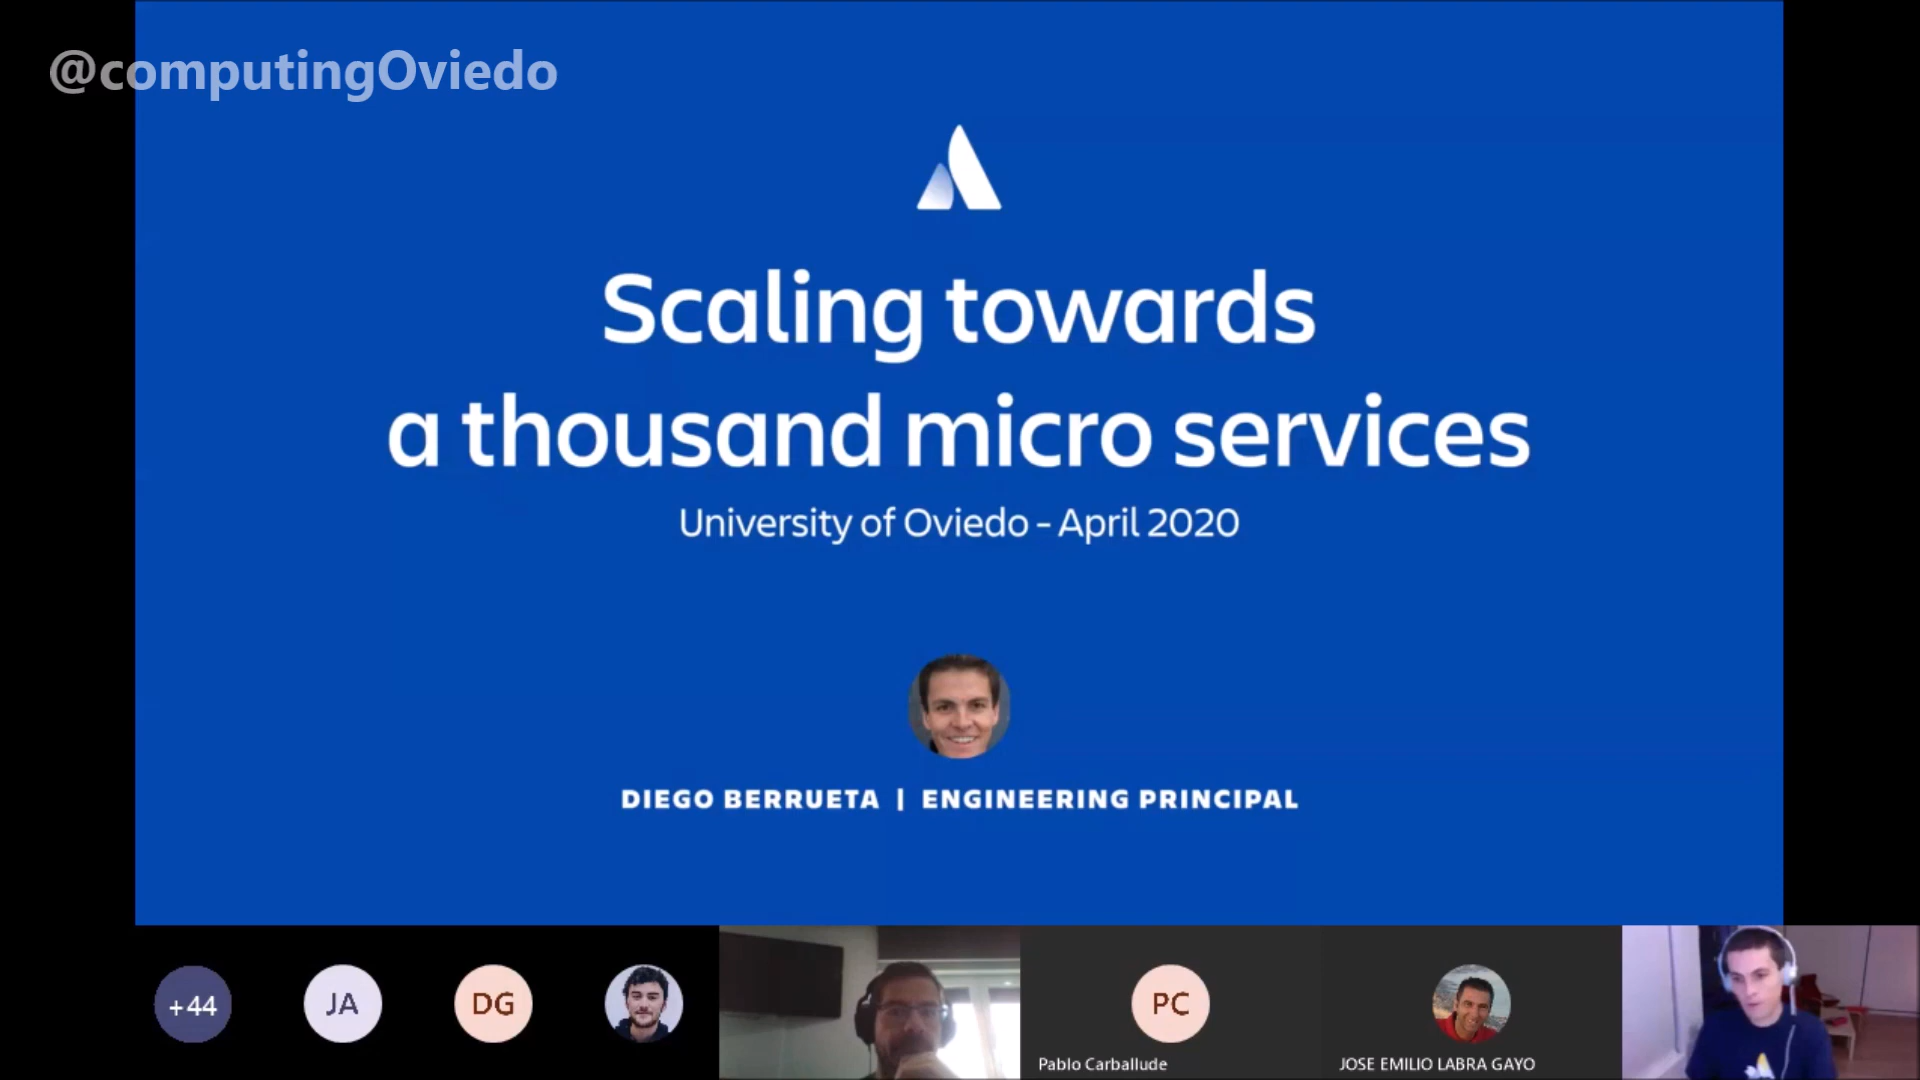 @computingOviedo
Scaling towards
a thousand micro services
University of Oviedo - April 2020
DIEGO BERRUETA | ENGINEERING PRINCIPAL
+44
JA
DG
PC
Pablo Carballude
JOSE EMILIO LABRA GAYO